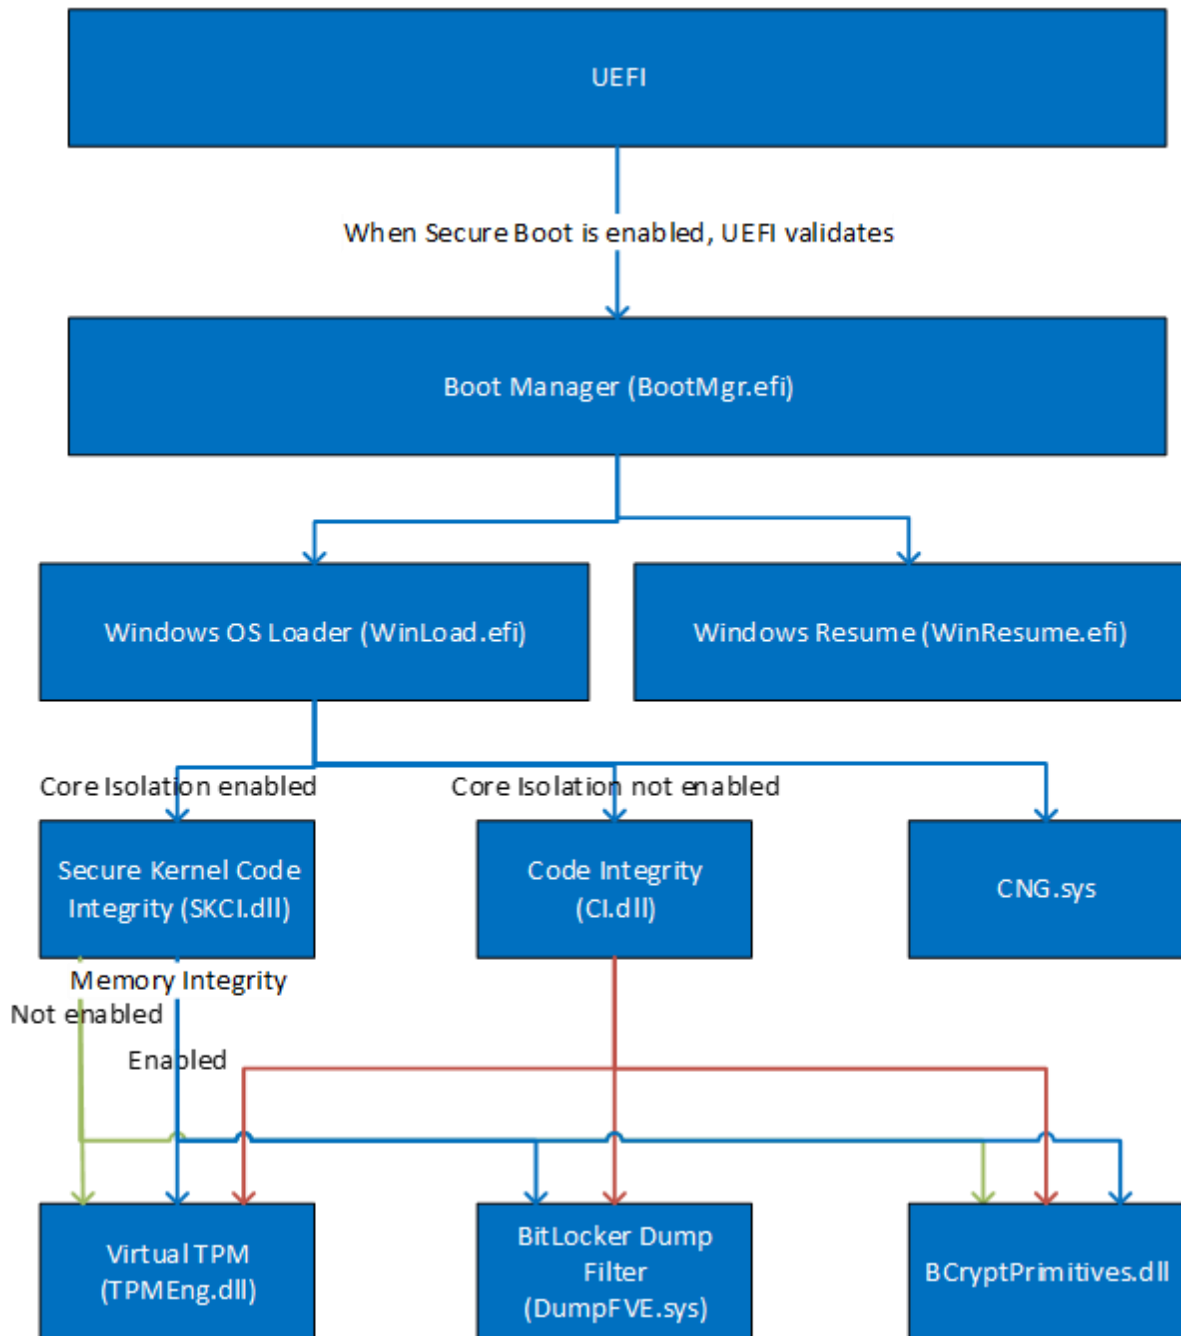 UEFI
When Secure Boot is enabled, UEFI validates
Boot Manager (BootMgr.efi)
Windows OS Loader (WinLoad.efi)
Windows Resume (WinResume.efi)
Core Isolation enabled
Core Isolation not enabled
Secure Kernel Code
Integrity (SKCI.dll)
Code Integrity
(CI.dll)
CNG.sys
Memory Integrity
Not enabled
Enabled
Virtual TPM
(TPMEng.dll)
BitLocker Dump
Filter
(DumpFVE.sys)
BCryptPrimitives.dll